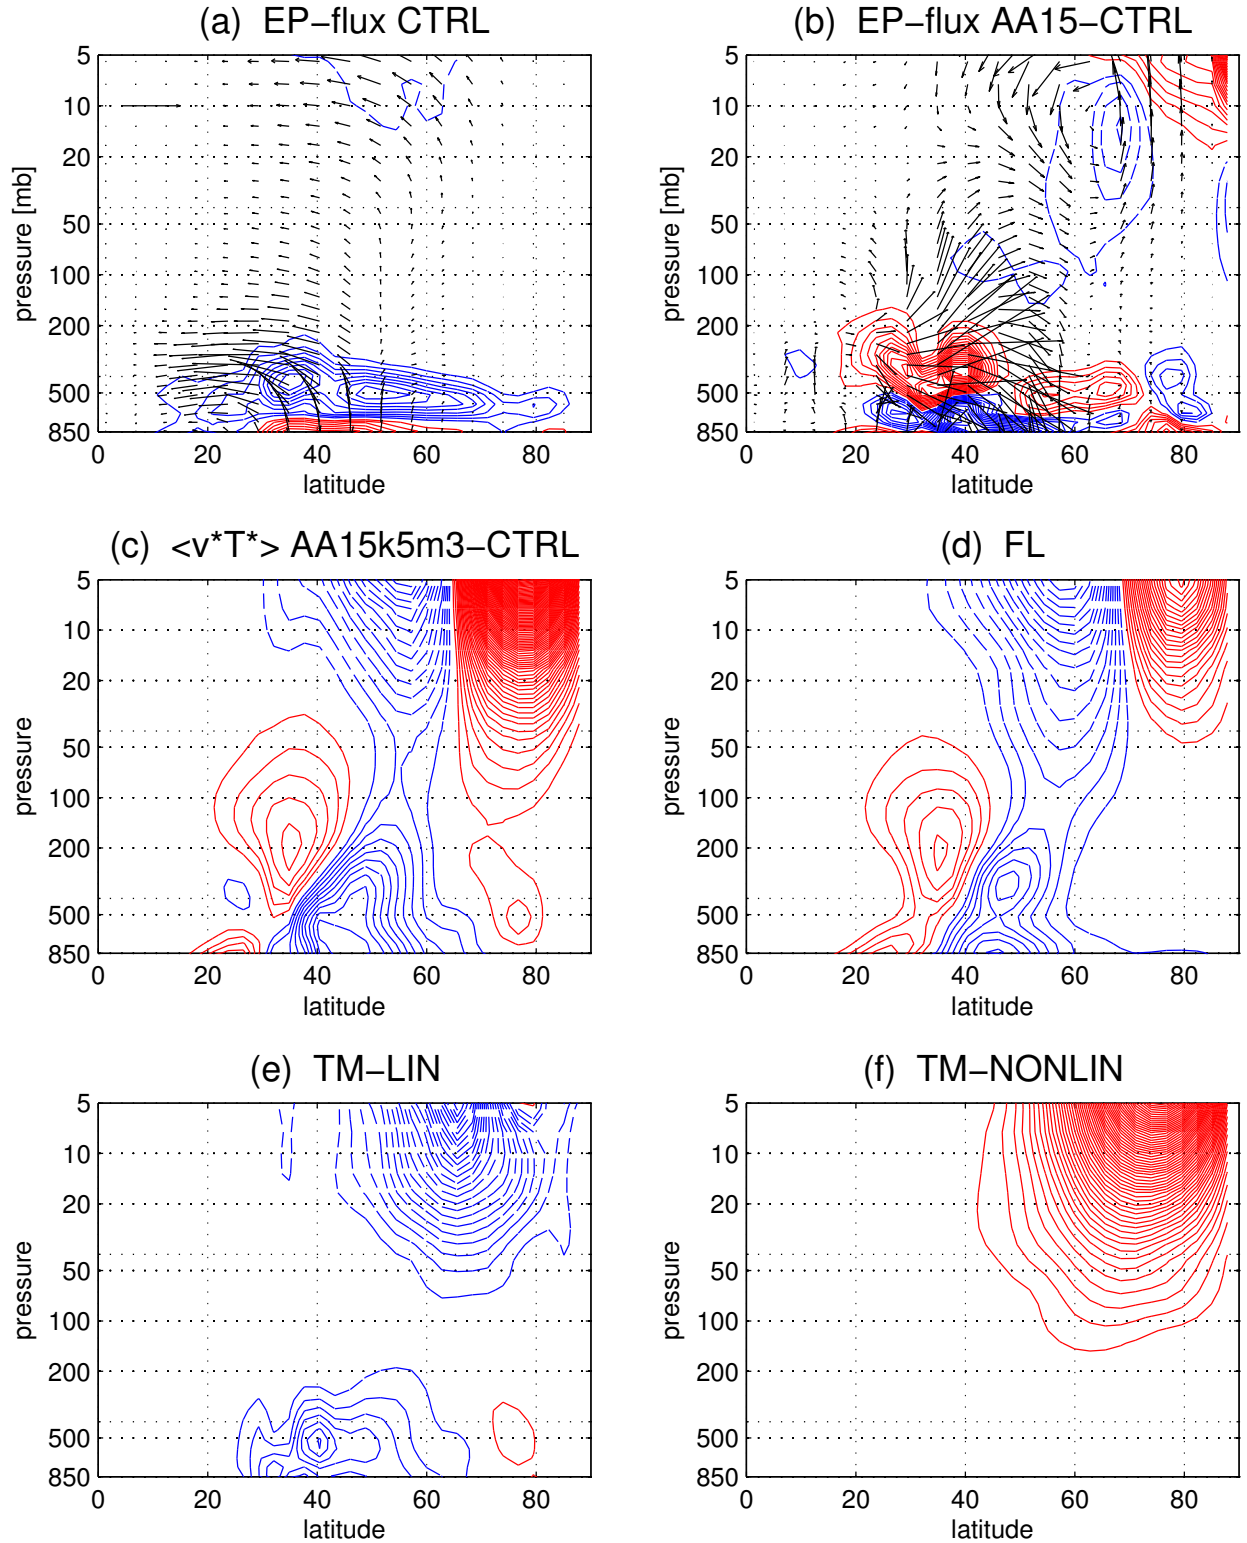 (a) EP−flux CTRL
(b) EP−flux AA15−CTRL
5
10
20
50
100
200
500
850
pressure [mb]
0 20 40 60 80
latitude
5
10
20
50
100
200
500
850
pressure [mb]
0 20 40 60 80
latitude
(c) <v*T*> AA15k5m3−CTRL
(d) FL
5
10
20
50
100
200
500
850
pressure
0 20 40 60 80
latitude
5
10
20
50
100
200
500
850
pressure
0 20 40 60 80
latitude
(e) TM−LIN
(f) TM−NONLIN
5
10
20
50
100
200
500
850
pressure
0 20 40 60 80
latitude
5
10
20
50
100
200
500
850
pressure
0 20 40 60 80
latitude